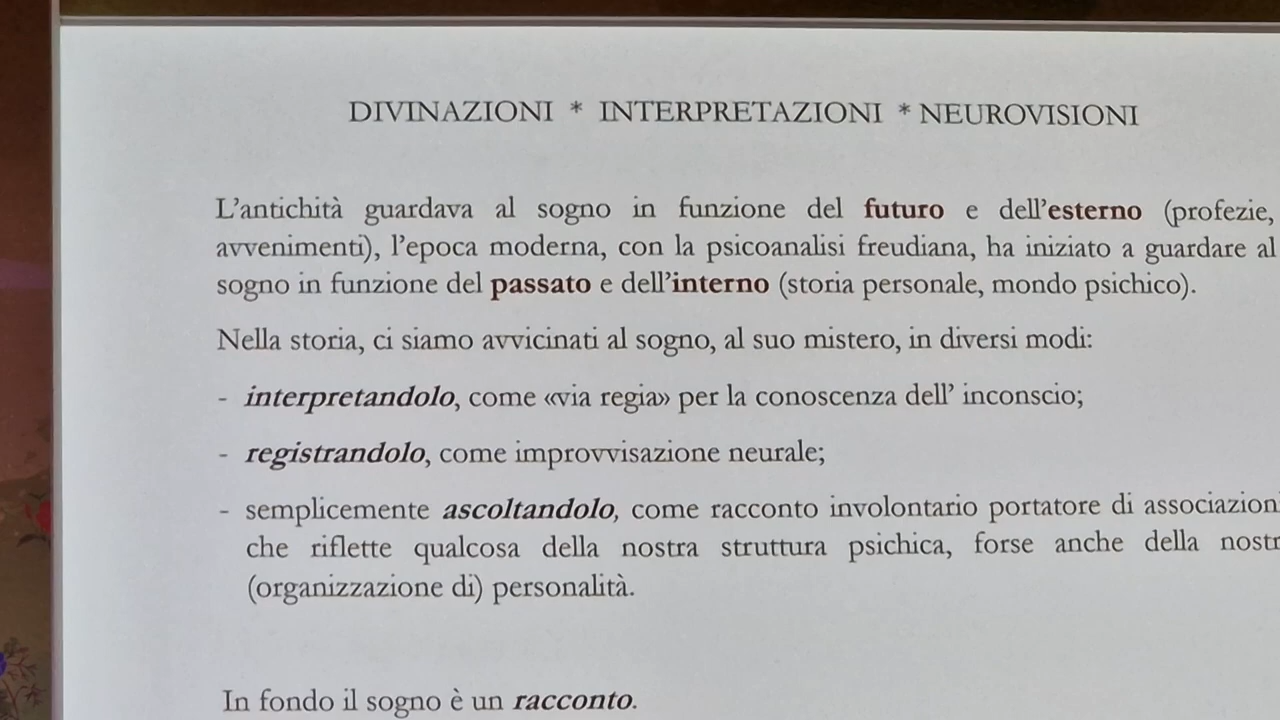 DIVINAZIONI * INTERPRETAZIONI * NEUROVISIONI
L'antichità guardava al sogno in funzione del futuro e dell'esterno (profezie,
avvenimenti), l'epoca moderna, con la psicoanalisi freudiana, ha iniziato a guardare al
sogno in funzione del passato e dell'interno (storia personale, mondo psichico).
Nella storia, ci siamo avvicinati al sogno, al suo mistero, in diversi modi:
- interpretandolo, come «via regia» per la conoscenza dell' inconscio;
- registrandolo, come improvvisazione neurale;
- semplicemente ascoltandolo, come racconto involontario portatore di associazion
che riflette qualcosa della nostra struttura psichica, forse anche della nostr
(organizzazione di) personalità.
In fondo il sogno è un racconto.